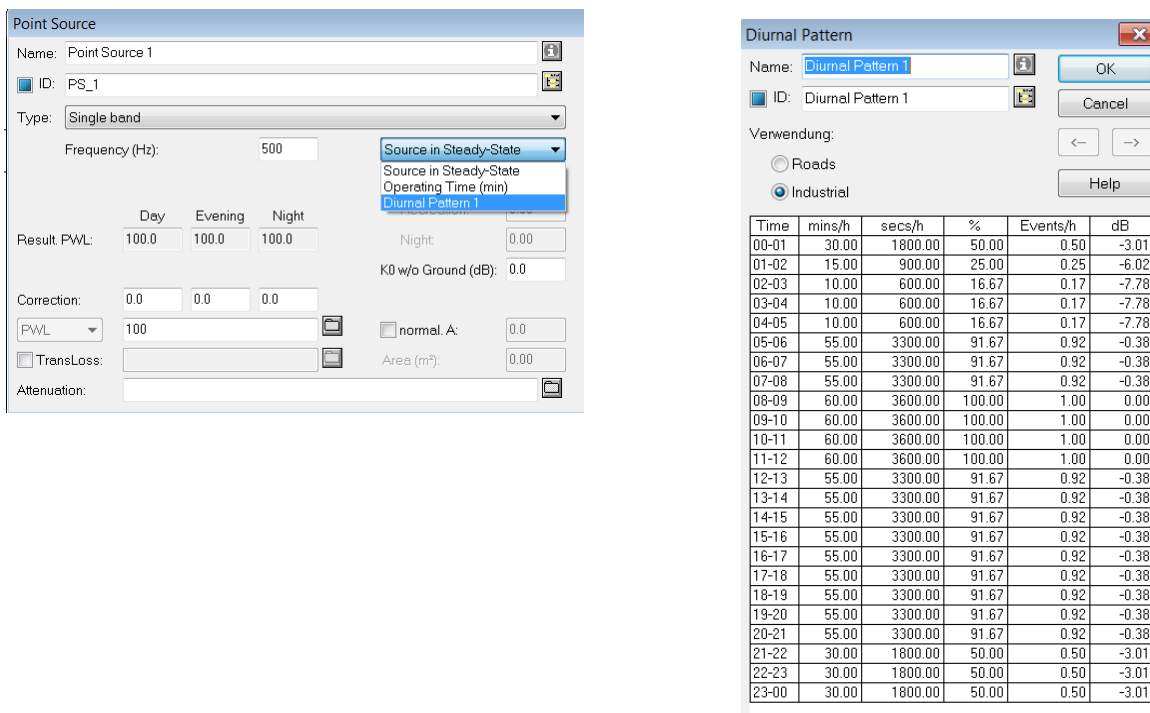 Point Source
Name: Point Source 1
ID: PS_1
Type: Single band
Frequency (Hz): 500 Source in Steady-State
Source in Steady-State
Operating Time (min)
Diurnal Pattern 1
Day Evening Night
Result. PWL: 100.0 100.0 100.0 Night: 0.00
K0 w/o Ground (dB): 0.0
Correction: 0.0 0.0 0.0
PWL 100 normal. A: 0.0
TransLoss: Area (m²): 0.00
Attenuation:
Diurnal Pattern
Name: Diurnal Pattern 1 OK
ID: Diurnal Pattern 1 Cancel
Verwendung: <-- -->
Roads
Industrial Help
Time mins/h secs/h % Events/h dB
00-01 30.00 1800.00 50.00 0.50 -3.01
01-02 15.00 900.00 25.00 0.25 -6.02
02-03 10.00 600.00 16.67 0.17 -7.78
03-04 10.00 600.00 16.67 0.17 -7.78
04-05 10.00 600.00 16.67 0.17 -7.78
05-06 55.00 3300.00 91.67 0.92 -0.38
06-07 55.00 3300.00 91.67 0.92 -0.38
07-08 55.00 3300.00 91.67 0.92 -0.38
08-09 60.00 3600.00 100.00 1.00 0.00
09-10 60.00 3600.00 100.00 1.00 0.00
10-11 60.00 3600.00 100.00 1.00 0.00
11-12 60.00 3600.00 100.00 1.00 0.00
12-13 55.00 3300.00 91.67 0.92 -0.38
13-14 55.00 3300.00 91.67 0.92 -0.38
14-15 55.00 3300.00 91.67 0.92 -0.38
15-16 55.00 3300.00 91.67 0.92 -0.38
16-17 55.00 3300.00 91.67 0.92 -0.38
17-18 55.00 3300.00 91.67 0.92 -0.38
18-19 55.00 3300.00 91.67 0.92 -0.38
19-20 55.00 3300.00 91.67 0.92 -0.38
20-21 55.00 3300.00 91.67 0.92 -0.38
21-22 30.00 1800.00 50.00 0.50 -3.01
22-23 30.00 1800.00 50.00 0.50 -3.01
23-00 30.00 1800.00 50.00 0.50 -3.01